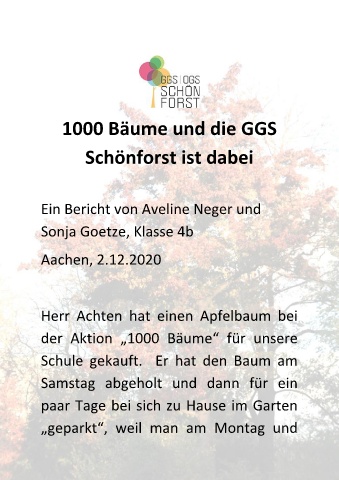 GGS|OGS
SCHÖN
FORST
1000 Bäume und die GGS
Schönforst ist dabei
Ein Bericht von Aveline Neger und
Sonja Goetze, Klasse 4b
Aachen, 2.12.2020
Herr Achten hat einen Apfelbaum bei
der Aktion „1000 Bäume“ für unsere
Schule gekauft. Er hat den Baum am
Samstag abgeholt und dann für ein
paar Tage bei sich zu Hause im Garten
„geparkt“, weil man am Montag und